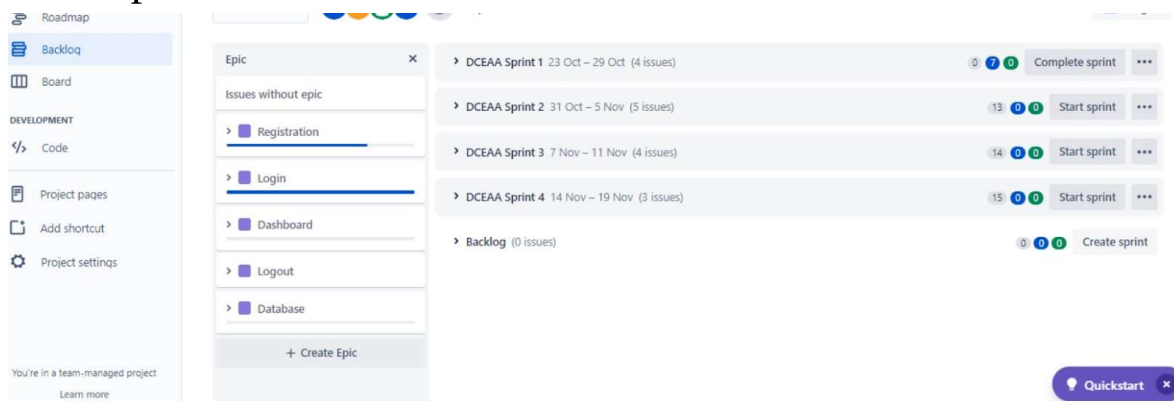 Roadmap
Backlog
Board
DEVELOPMENT
</> Code
Project pages
Add shortcut
Project settings
You're in a team-managed project
Learn more
Epic ×
Issues without epic
Registration
Login
Dashboard
Logout
Database
+ Create Epic
DCEAA Sprint 1 23 Oct – 29 Oct (4 issues) 0 7 0 Complete sprint •••
DCEAA Sprint 2 31 Oct – 5 Nov (5 issues) 13 0 0 Start sprint •••
DCEAA Sprint 3 7 Nov – 11 Nov (4 issues) 14 0 0 Start sprint •••
DCEAA Sprint 4 14 Nov – 19 Nov (3 issues) 15 0 0 Start sprint •••
Backlog (0 issues) 0 0 0 Create sprint
Quickstart ×